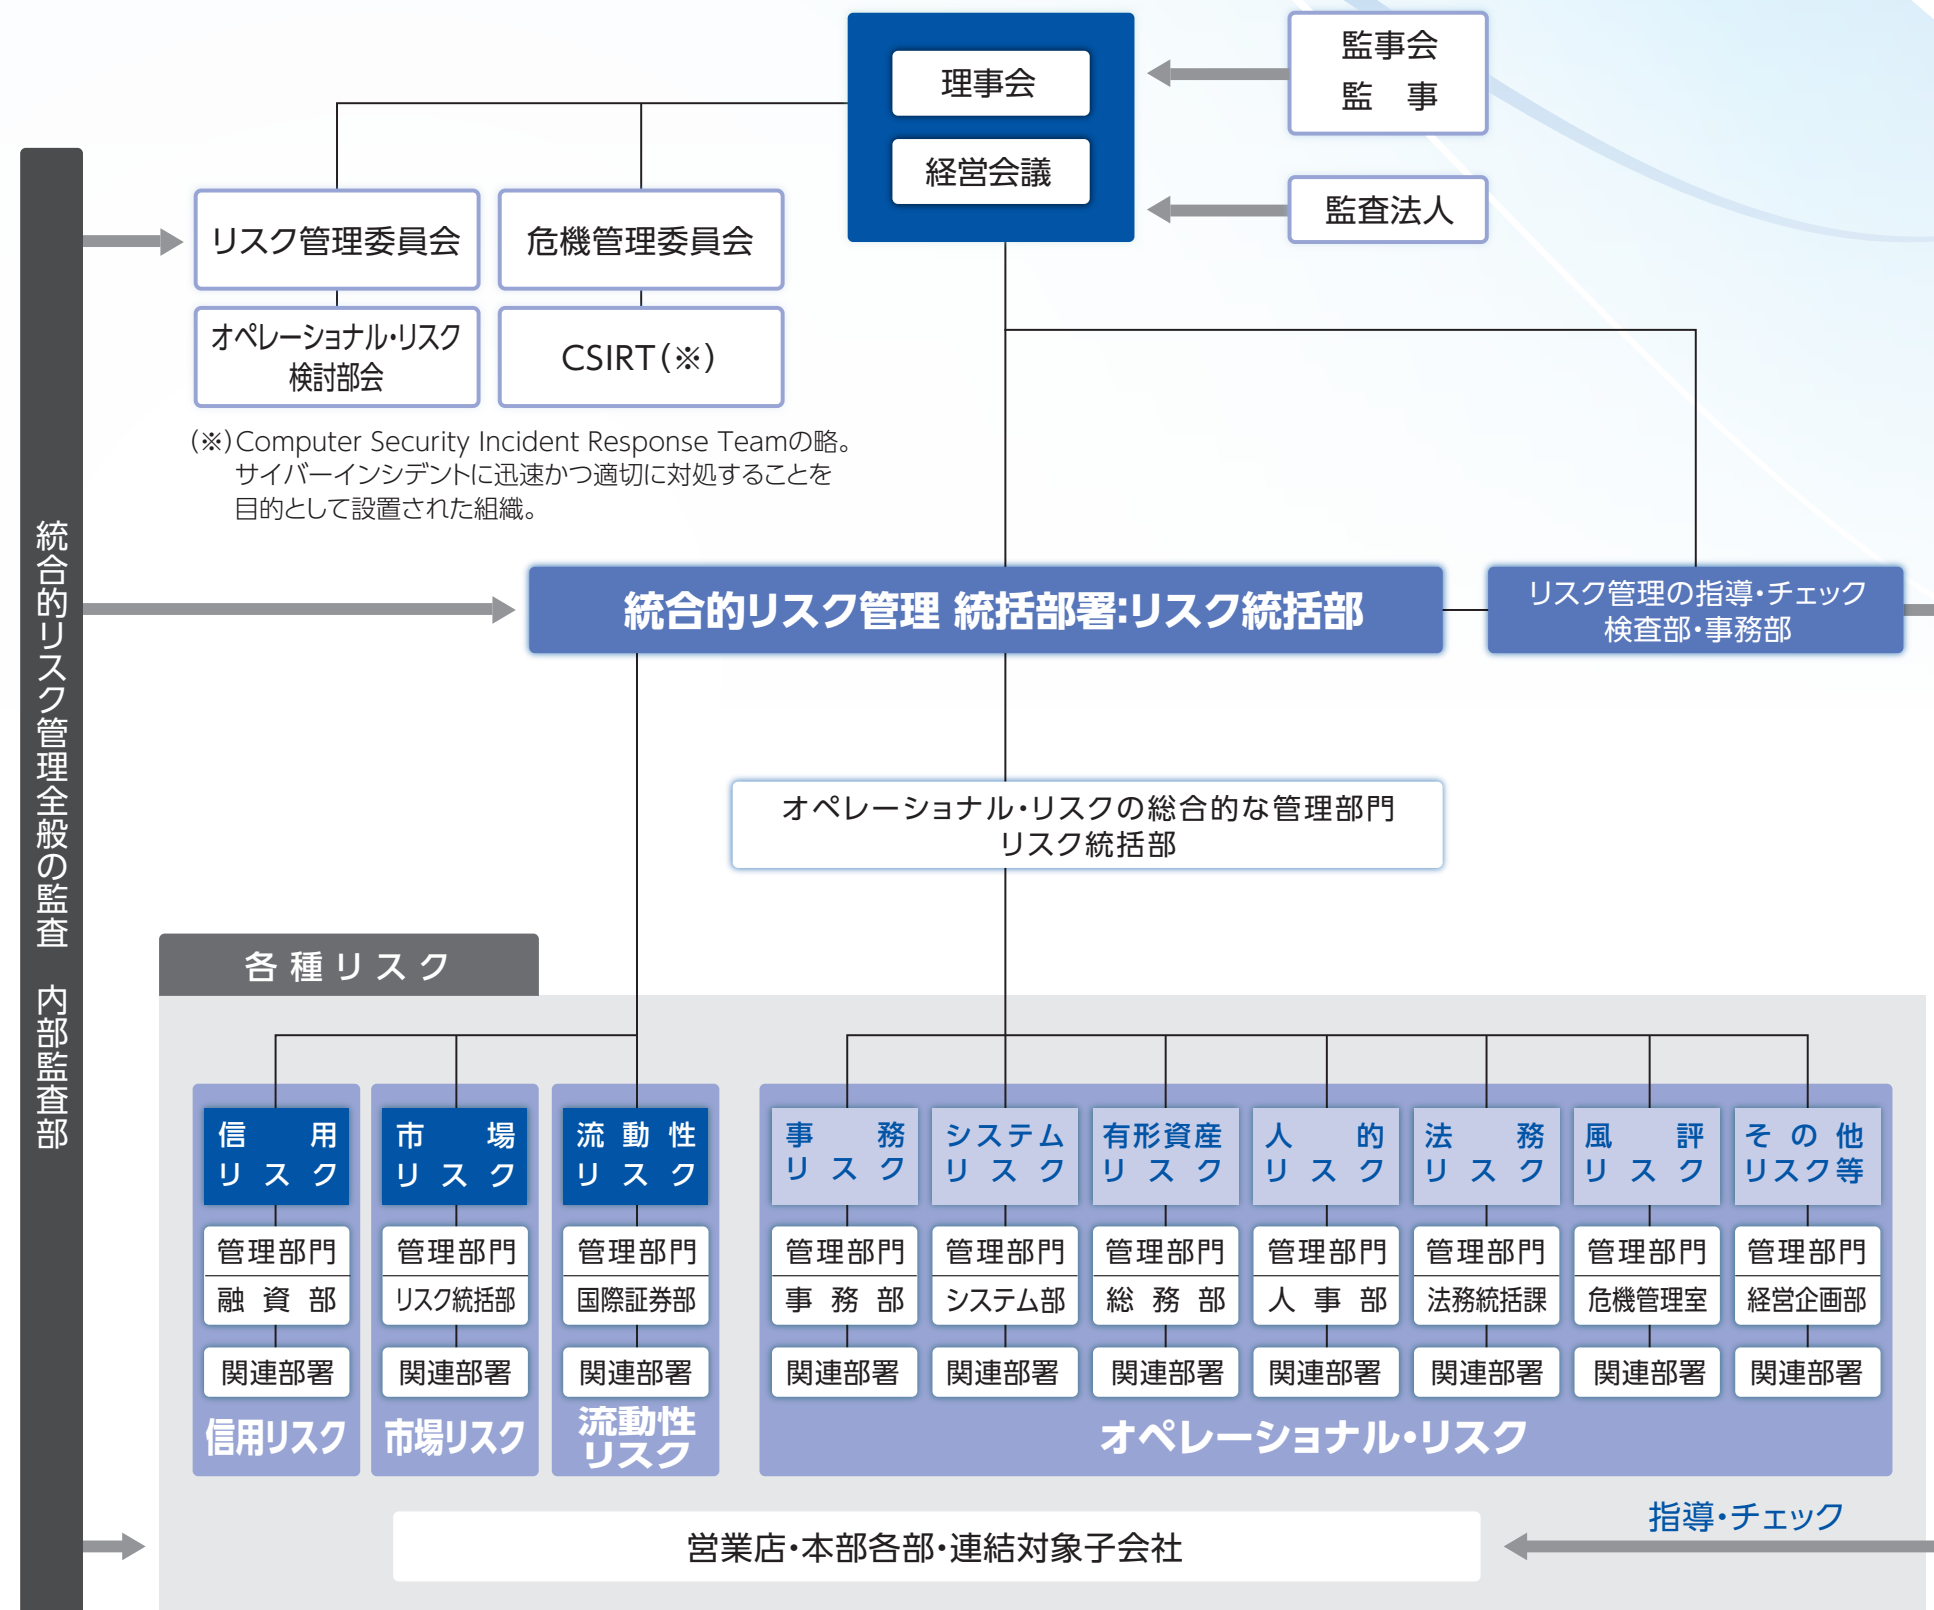 理事会
経営会議
監事会
監　事
監査法人
リスク管理委員会
危機管理委員会
オペレーショナル・リスク
検討部会
CSIRT(※)
(※)Computer Security Incident Response Teamの略。
サイバーインシデントに迅速かつ適切に対処することを
目的として設置された組織。
統合的リスク管理全般の監査　内部監査部
統合的リスク管理 統括部署:リスク統括部
リスク管理の指導・チェック
検査部・事務部
オペレーショナル・リスクの総合的な管理部門
リスク統括部
各種リスク
信用
リスク
管理部門
融資部
関連部署
信用リスク
市場
リスク
管理部門
リスク統括部
関連部署
市場リスク
流動性
リスク
管理部門
国際証券部
関連部署
流動性
リスク
事務
リスク
管理部門
事務部
関連部署
システム
リスク
管理部門
システム部
関連部署
有形資産
リスク
管理部門
総務部
関連部署
人的
リスク
管理部門
人事部
関連部署
法務
リスク
管理部門
法務統括課
関連部署
風評
リスク
管理部門
危機管理室
関連部署
その他
リスク等
管理部門
経営企画部
関連部署
オペレーショナル・リスク
指導・チェック
営業店・本部各部・連結対象子会社